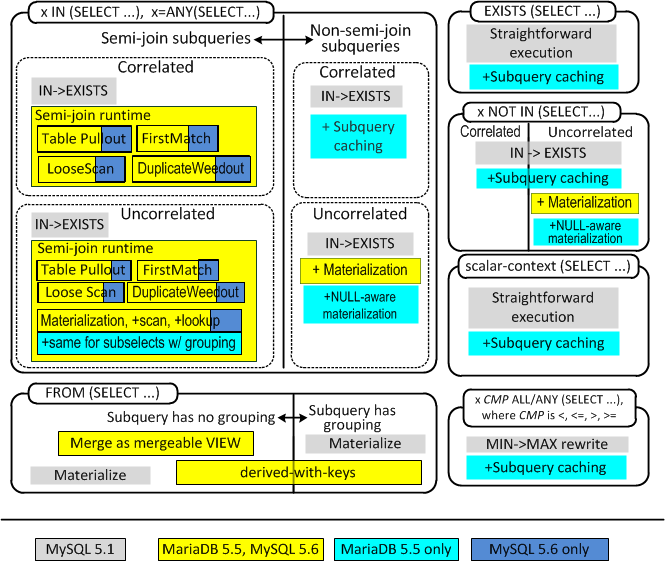 x IN (SELECT ...), x=ANY(SELECT...)
Semi-join subqueries
Non-semi-join
subqueries
Correlated
IN->EXISTS
Semi-join runtime
Table Pullout
FirstMatch
LooseScan
DuplicateWeedout
Correlated
IN->EXISTS
+ Subquery
caching
Uncorrelated
IN->EXISTS
Semi-join runtime
Table Pullout
FirstMatch
Loose Scan
DuplicateWeedout
Materialization, +scan, +lookup
+same for subselects w/ grouping
Uncorrelated
IN->EXISTS
+ Materialization
+NULL-aware
materialization
EXISTS (SELECT ...)
Straightforward
execution
+Subquery caching
x NOT IN (SELECT...)
Correlated
Uncorrelated
IN -> EXISTS
+Subquery caching
+ Materialization
+NULL-aware
materialization
scalar-context (SELECT ...)
Straightforward
execution
+Subquery caching
FROM (SELECT ...)
Subquery has no grouping
Subquery has
grouping
Merge as mergeable VIEW
Materialize
Materialize
derived-with-keys
x CMP ALL/ANY (SELECT ...),
where CMP is <, <=, >, >=
MIN->MAX rewrite
+Subquery caching
MySQL 5.1
MariaDB 5.5, MySQL 5.6
MariaDB 5.5 only
MySQL 5.6 only